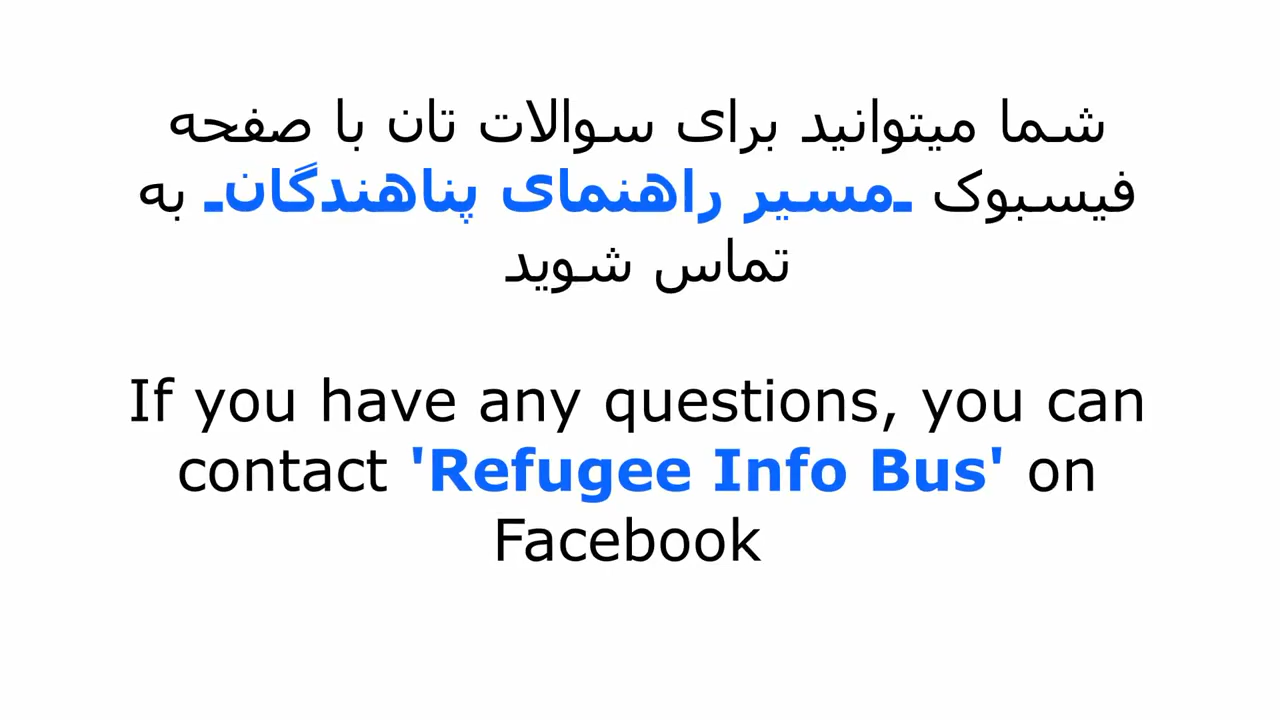 شما میتوانید برای سوالات تان با صفحه
فیسبوک ـمسیر راهنمای پناهندگانـ به
تماس شوید
If you have any questions, you can
contact 'Refugee Info Bus' on
Facebook